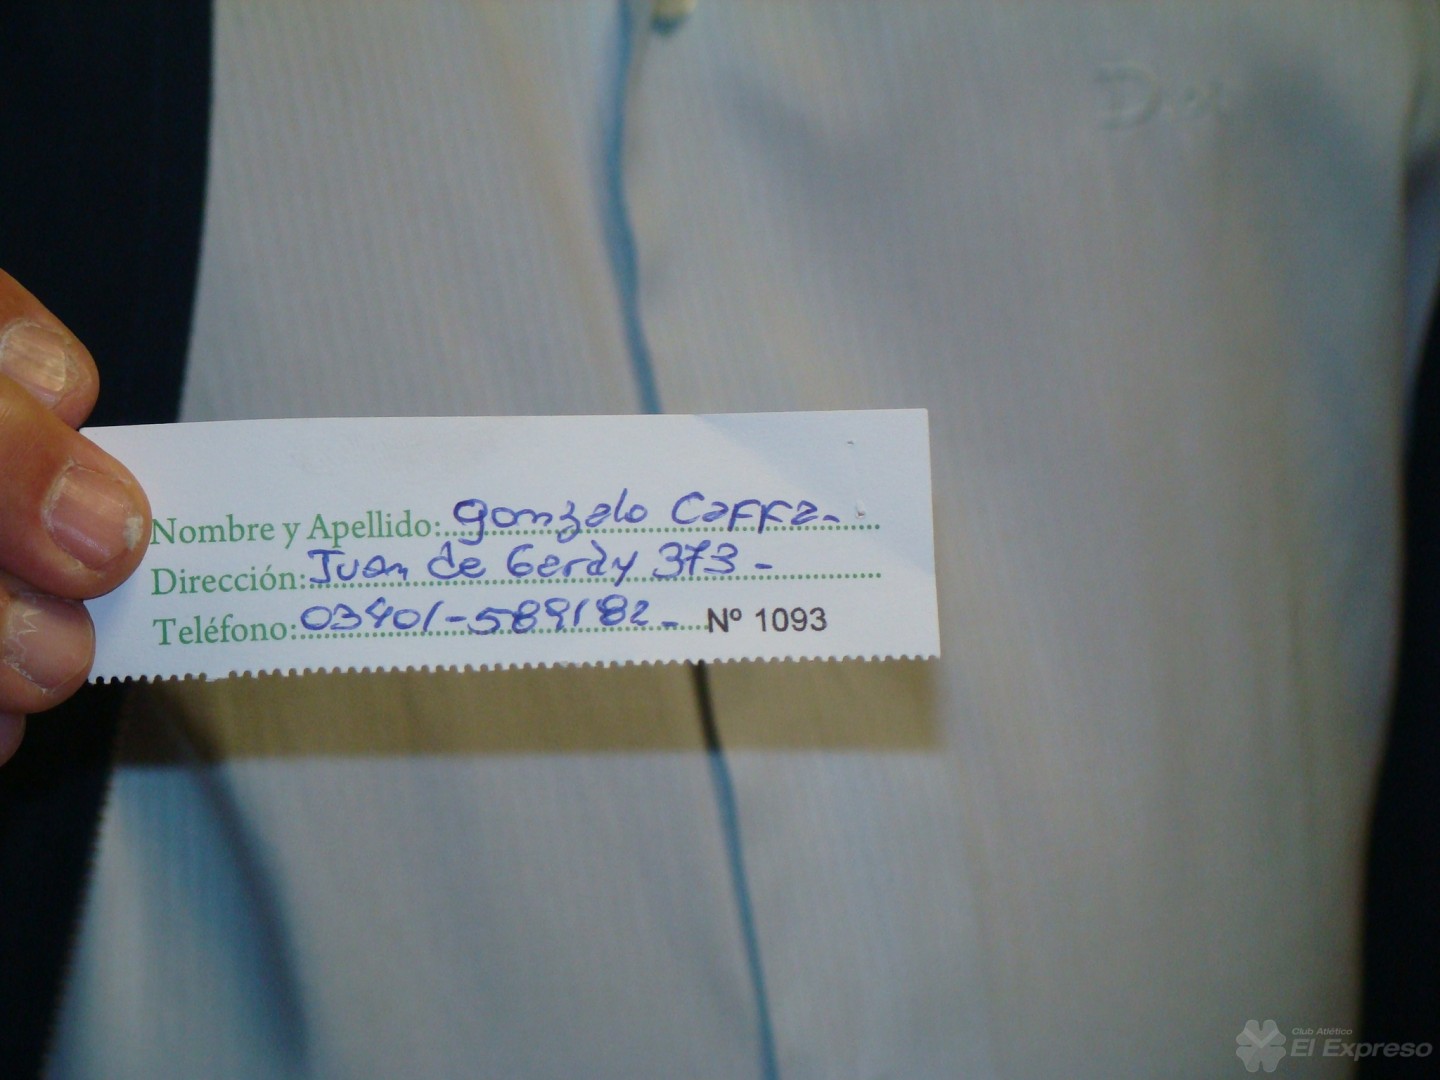 Nombre y Apellido: Gonzalo Caffa-
Dirección: Juan de Garay 373-
Teléfono: 03401-589182- Nº 1093
Club Atlético
El Expreso